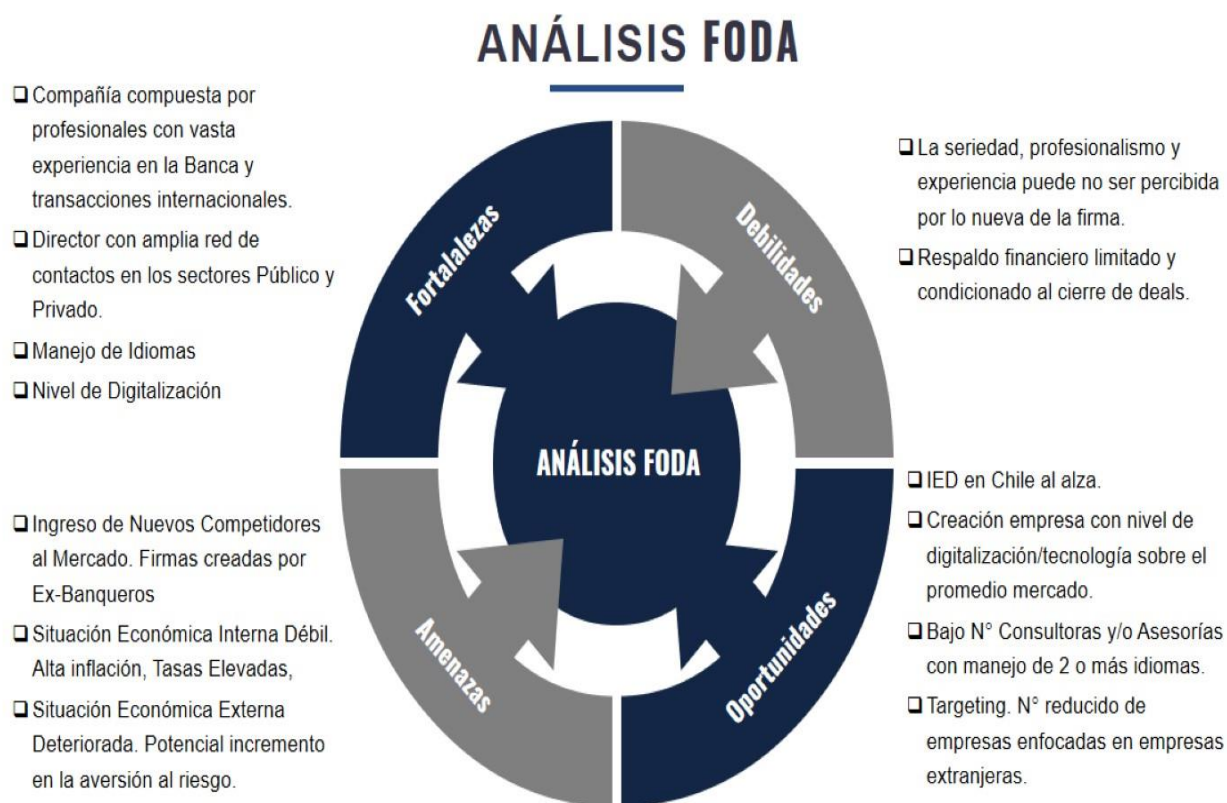 ANÁLISIS FODA
❑ Compañía compuesta por
profesionales con vasta
experiencia en la Banca y
transacciones internacionales.
❑ Director con amplia red de
contactos en los sectores Público y
Privado.
❑ Manejo de Idiomas
❑ Nivel de Digitalización
Fortalalezas
Debilidades
❑ La seriedad, profesionalismo y
experiencia puede no ser percibida
por lo nueva de la firma.
❑ Respaldo financiero limitado y
condicionado al cierre de deals.
ANÁLISIS FODA
❑ Ingreso de Nuevos Competidores
al Mercado. Firmas creadas por
Ex-Banqueros
❑ Situación Económica Interna Débil.
Alta inflación, Tasas Elevadas,
❑ Situación Económica Externa
Deteriorada. Potencial incremento
en la aversión al riesgo.
Amenazas
Oportunidades
❑ IED en Chile al alza.
❑ Creación empresa con nivel de
digitalización/tecnología sobre el
promedio mercado.
❑ Bajo N° Consultoras y/o Asesorías
con manejo de 2 o más idiomas.
❑ Targeting. N° reducido de
empresas enfocadas en empresas
extranjeras.